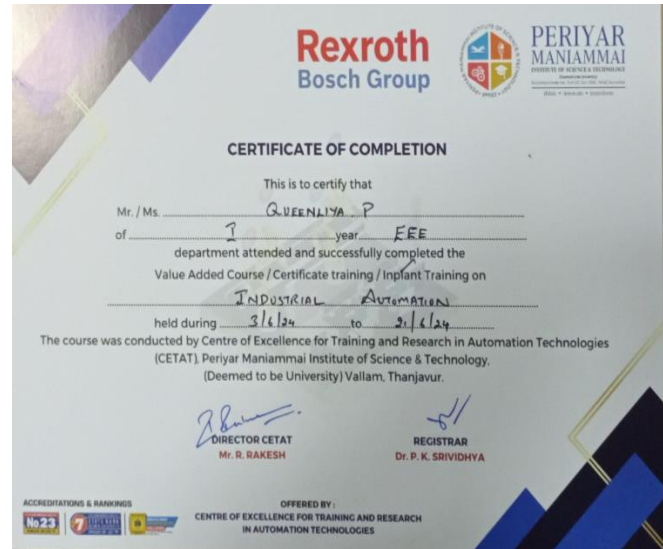 Rexroth
Bosch Group
PERIYAR
MANIAMMAI
INSTITUTE OF SCIENCE & TECHNOLOGY
CERTIFICATE OF COMPLETION
This is to certify that
Mr. / Ms. QUEENLIYA. P
of I year EEE
department attended and successfully completed the
Value Added Course / Certificate training / Inplant Training on
INDUSTRIAL AUTOMATION
held during 3/6/24 to 21/6/24
The course was conducted by Centre of Excellence for Training and Research in Automation Technologies
(CETAT), Periyar Maniammai Institute of Science & Technology,
(Deemed to be University) Vallam, Thanjavur.
DIRECTOR CETAT
Mr. R. RAKESH
REGISTRAR
Dr. P. K. SRIVIDHYA
ACCREDITATIONS & RANKINGS
No23
7
OFFERED BY :
CENTRE OF EXCELLENCE FOR TRAINING AND RESEARCH
IN AUTOMATION TECHNOLOGIES